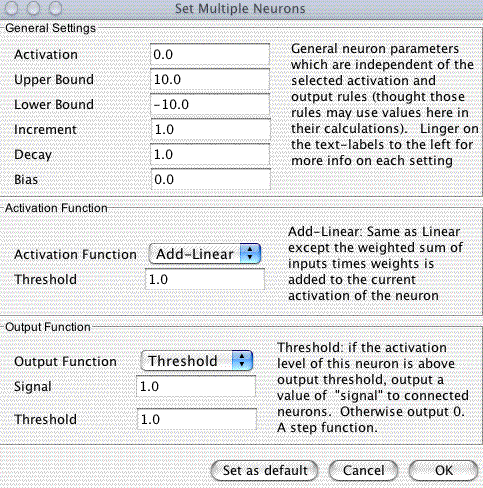 Set Multiple Neurons
General Settings
Activation 0.0
Upper Bound 10.0
Lower Bound -10.0
Increment 1.0
Decay 1.0
Bias 0.0
General neuron parameters
which are independent of the
selected activation and
output rules (thought those
rules may use values here in
their calculations). Linger on
the text-labels to the left for
more info on each setting
Activation Function
Activation Function Add-Linear
Threshold 1.0
Add-Linear: Same as Linear
except the weighted sum of
inputs times weights is
added to the current
activation of the neuron
Output Function
Output Function Threshold
Signal 1.0
Threshold 1.0
Threshold: if the activation
level of this neuron is above
output threshold, output a
value of "signal" to connected
neurons. Otherwise output 0.
A step function.
Set as default Cancel OK